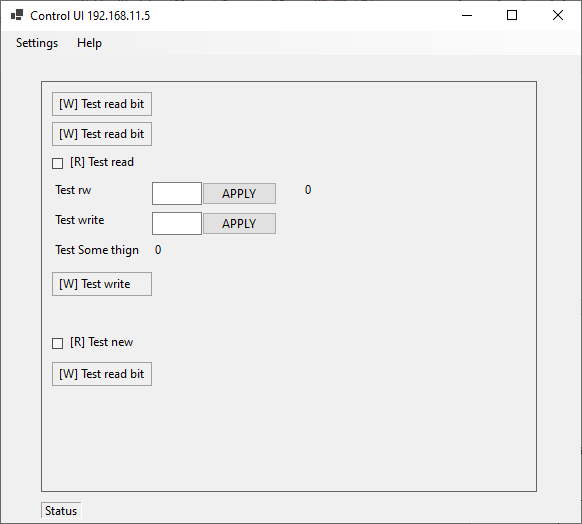 Control UI 192.168.11.5
Settings Help
[W] Test read bit
[W] Test read bit
[R] Test read
Test rw APPLY 0
Test write APPLY
Test Some thign 0
[W] Test write
[R] Test new
[W] Test read bit
Status